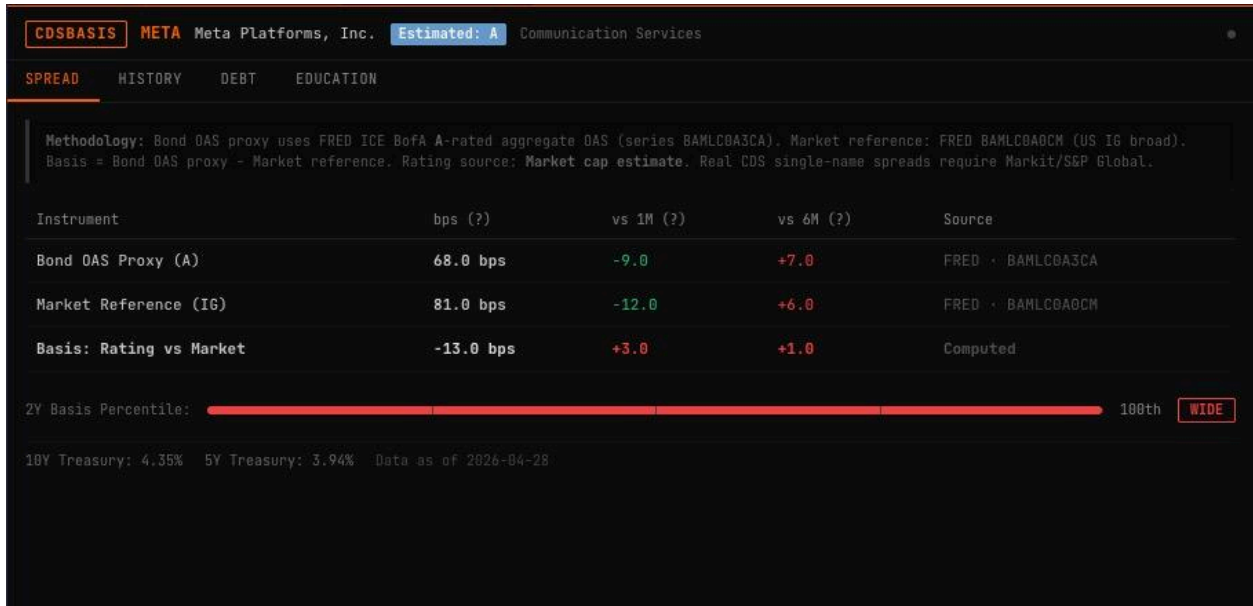 CDSBASIS META Meta Platforms, Inc. Estimated: A Communication Services
SPREAD HISTORY DEBT EDUCATION
Methodology: Bond OAS proxy uses FRED ICE BofA A-rated aggregate OAS (series BAMLC0A3CA). Market reference: FRED BAMLC0A0CM (US IG broad).
Basis = Bond OAS proxy - Market reference. Rating source: Market cap estimate. Real CDS single-name spreads require Markit/S&P Global.
Instrument bps (?) vs 1M (?) vs 6M (?) Source
Bond OAS Proxy (A) 68.0 bps -9.0 +7.0 FRED · BAMLC0A3CA
Market Reference (IG) 81.0 bps -12.0 +6.0 FRED · BAMLC0A0CM
Basis: Rating vs Market -13.0 bps +3.0 +1.0 Computed
2Y Basis Percentile: 100th WIDE
10Y Treasury: 4.35% 5Y Treasury: 3.94% Data as of 2026-04-28